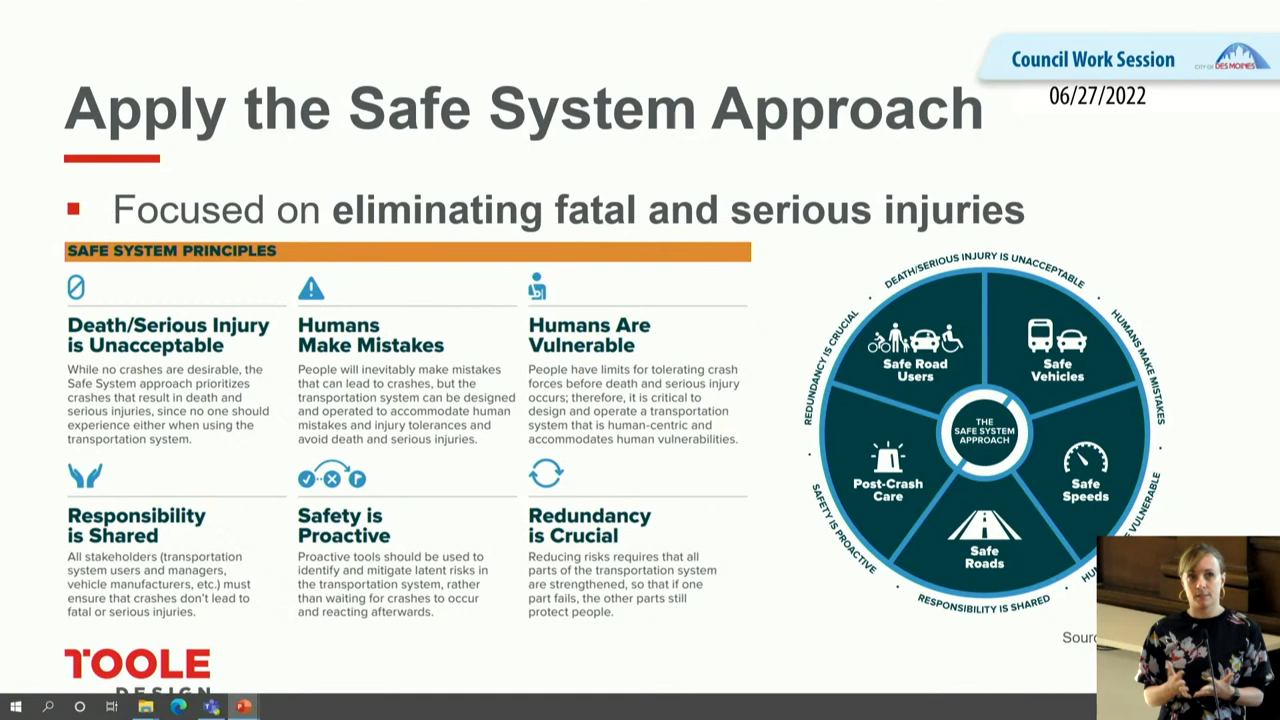 Council Work Session
CITY OF DES MOINES
06/27/2022
Apply the Safe System Approach
Focused on eliminating fatal and serious injuries
SAFE SYSTEM PRINCIPLES
Death/Serious Injury
is Unacceptable
While no crashes are desirable, the
Safe System approach prioritizes
crashes that result in death and
serious injuries, since no one should
experience either when using the
transportation system.
Humans
Make Mistakes
People will inevitably make mistakes
that can lead to crashes, but the
transportation system can be designed
and operated to accommodate human
mistakes and injury tolerances and
avoid death and serious injuries.
Humans Are
Vulnerable
People have limits for tolerating crash
forces before death and serious injury
occurs; therefore, it is critical to
design and operate a transportation
system that is human-centric and
accommodates human vulnerabilities.
Responsibility
is Shared
All stakeholders (transportation
system users and managers,
vehicle manufacturers, etc.) must
ensure that crashes don't lead to
fatal or serious injuries.
Safety is
Proactive
Proactive tools should be used to
identify and mitigate latent risks in
the transportation system, rather
than waiting for crashes to occur
and reacting afterwards.
Redundancy
is Crucial
Reducing risks requires that all
parts of the transportation system
are strengthened, so that if one
part fails, the other parts still
protect people.
DEATH/SERIOUS INJURY IS UNACCEPTABLE
HUMANS MAKE MISTAKES
VULNERABLE
RESPONSIBILITY IS SHARED
SAFETY IS PROACTIVE
REDUNDANCY IS CRUCIAL
Safe Road
Users
Safe
Vehicles
THE
SAFE SYSTEM
APPROACH
Post-Crash
Care
Safe
Speeds
Safe
Roads
TOOLE
DESIGN